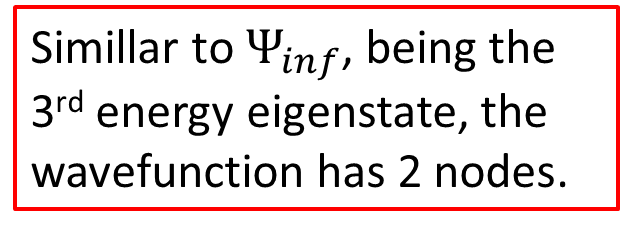 Simillar to Ψ_inf, being the
3rd energy eigenstate, the
wavefunction has 2 nodes.